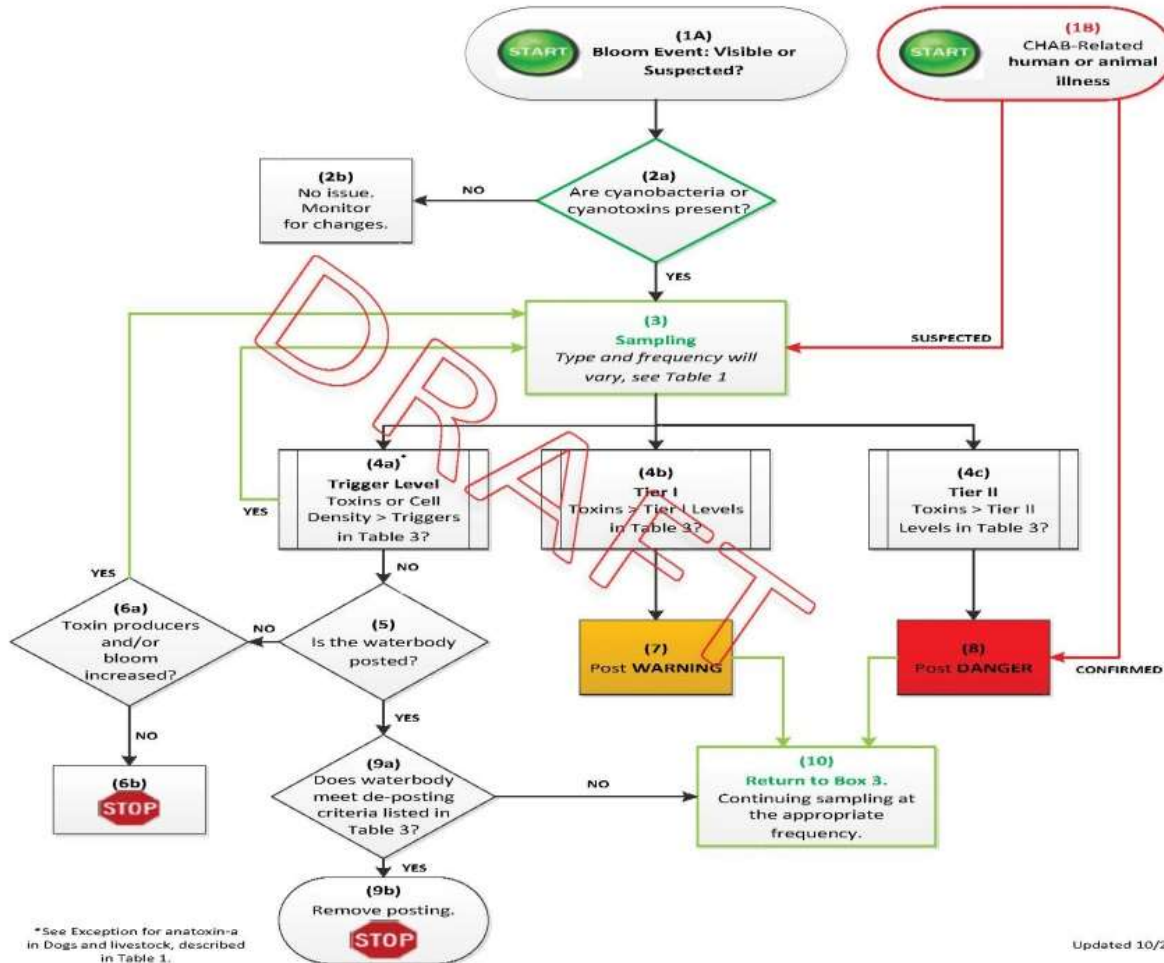 (1A)
START
Bloom Event: Visible or
Suspected?
(1B)
START
CHAB-Related
human or animal
illness
(2b)
No issue.
Monitor
for changes.
NO
(2a)
Are cyanobacteria or
cyanotoxins present?
YES
(3)
Sampling
Type and frequency will
vary, see Table 1
SUSPECTED
DRAFT
(4a)*
Trigger Level
Toxins or Cell
Density > Triggers
in Table 3?
YES
(4b)
Tier I
Toxins > Tier I Levels
in Table 3?
(4c)
Tier II
Toxins > Tier II
Levels in Table 3?
NO
YES
(6a)
Toxin producers
and/or
bloom
increased?
NO
(5)
Is the waterbody
posted?
(7)
Post WARNING
(8)
Post DANGER
CONFIRMED
NO
YES
(6b)
STOP
(9a)
Does waterbody
meet de-posting
criteria listed in
Table 3?
NO
(10)
Return to Box 3.
Continuing sampling at
the appropriate
frequency.
YES
(9b)
Remove posting.
STOP
*See Exception for anatoxin-a
in Dogs and livestock, described
in Table 1.
Updated 10/2